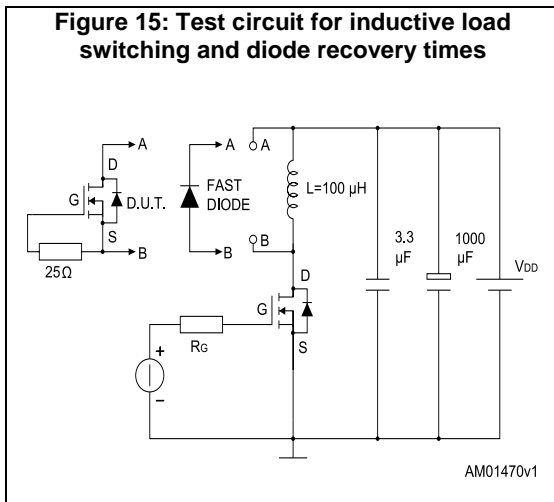 Figure 15: Test circuit for inductive load
switching and diode recovery times
A
D
G
D.U.T.
S
B
25Ω
A
FAST
DIODE
B
A
B
L=100 µH
D
G
S
RG
+
−
3.3
µF
1000
µF
VDD
AM01470v1